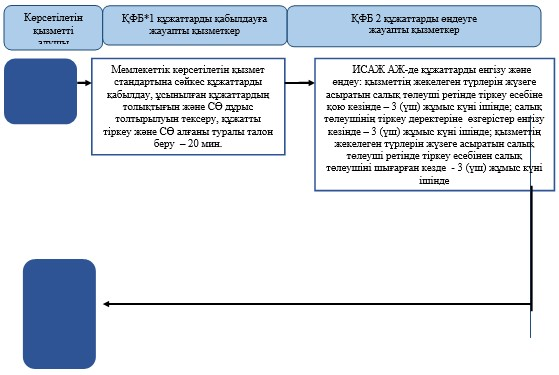 Көрсетілетін
қызметті
алушы
ҚФБ*1 құжаттарды қабылдауға
жауапты қызметкер
ҚФБ 2 құжаттарды өңдеуге
жауапты қызметкер
Мемлекеттік көрсетілетін қызмет
стандартына сәйкес құжаттарды
қабылдау, ұсынылған құжаттардың
толықтығын және СӨ дұрыс
толтырылуын тексеру, құжатты
тіркеу және СӨ алғаны туралы талон
беру – 20 мин.
ИСАЖ АЖ-де құжаттарды енгізу және
өңдеу: қызметтің жекелеген түрлерін жүзеге
асыратын салық төлеуші ретінде тіркеу есебіне
қою кезінде – 3 (үш) жұмыс күні ішінде; салық
төлеушінің тіркеу деректеріне өзгерістер енгізу
кезінде – 3 (үш) жұмыс күні ішінде; қызметтің
жекелеген түрлерін жүзеге асыратын салық
төлеуші ретінде тіркеу есебінен салық
төлеушіні шығарған кезде - 3 (үш) жұмыс күні
ішінде